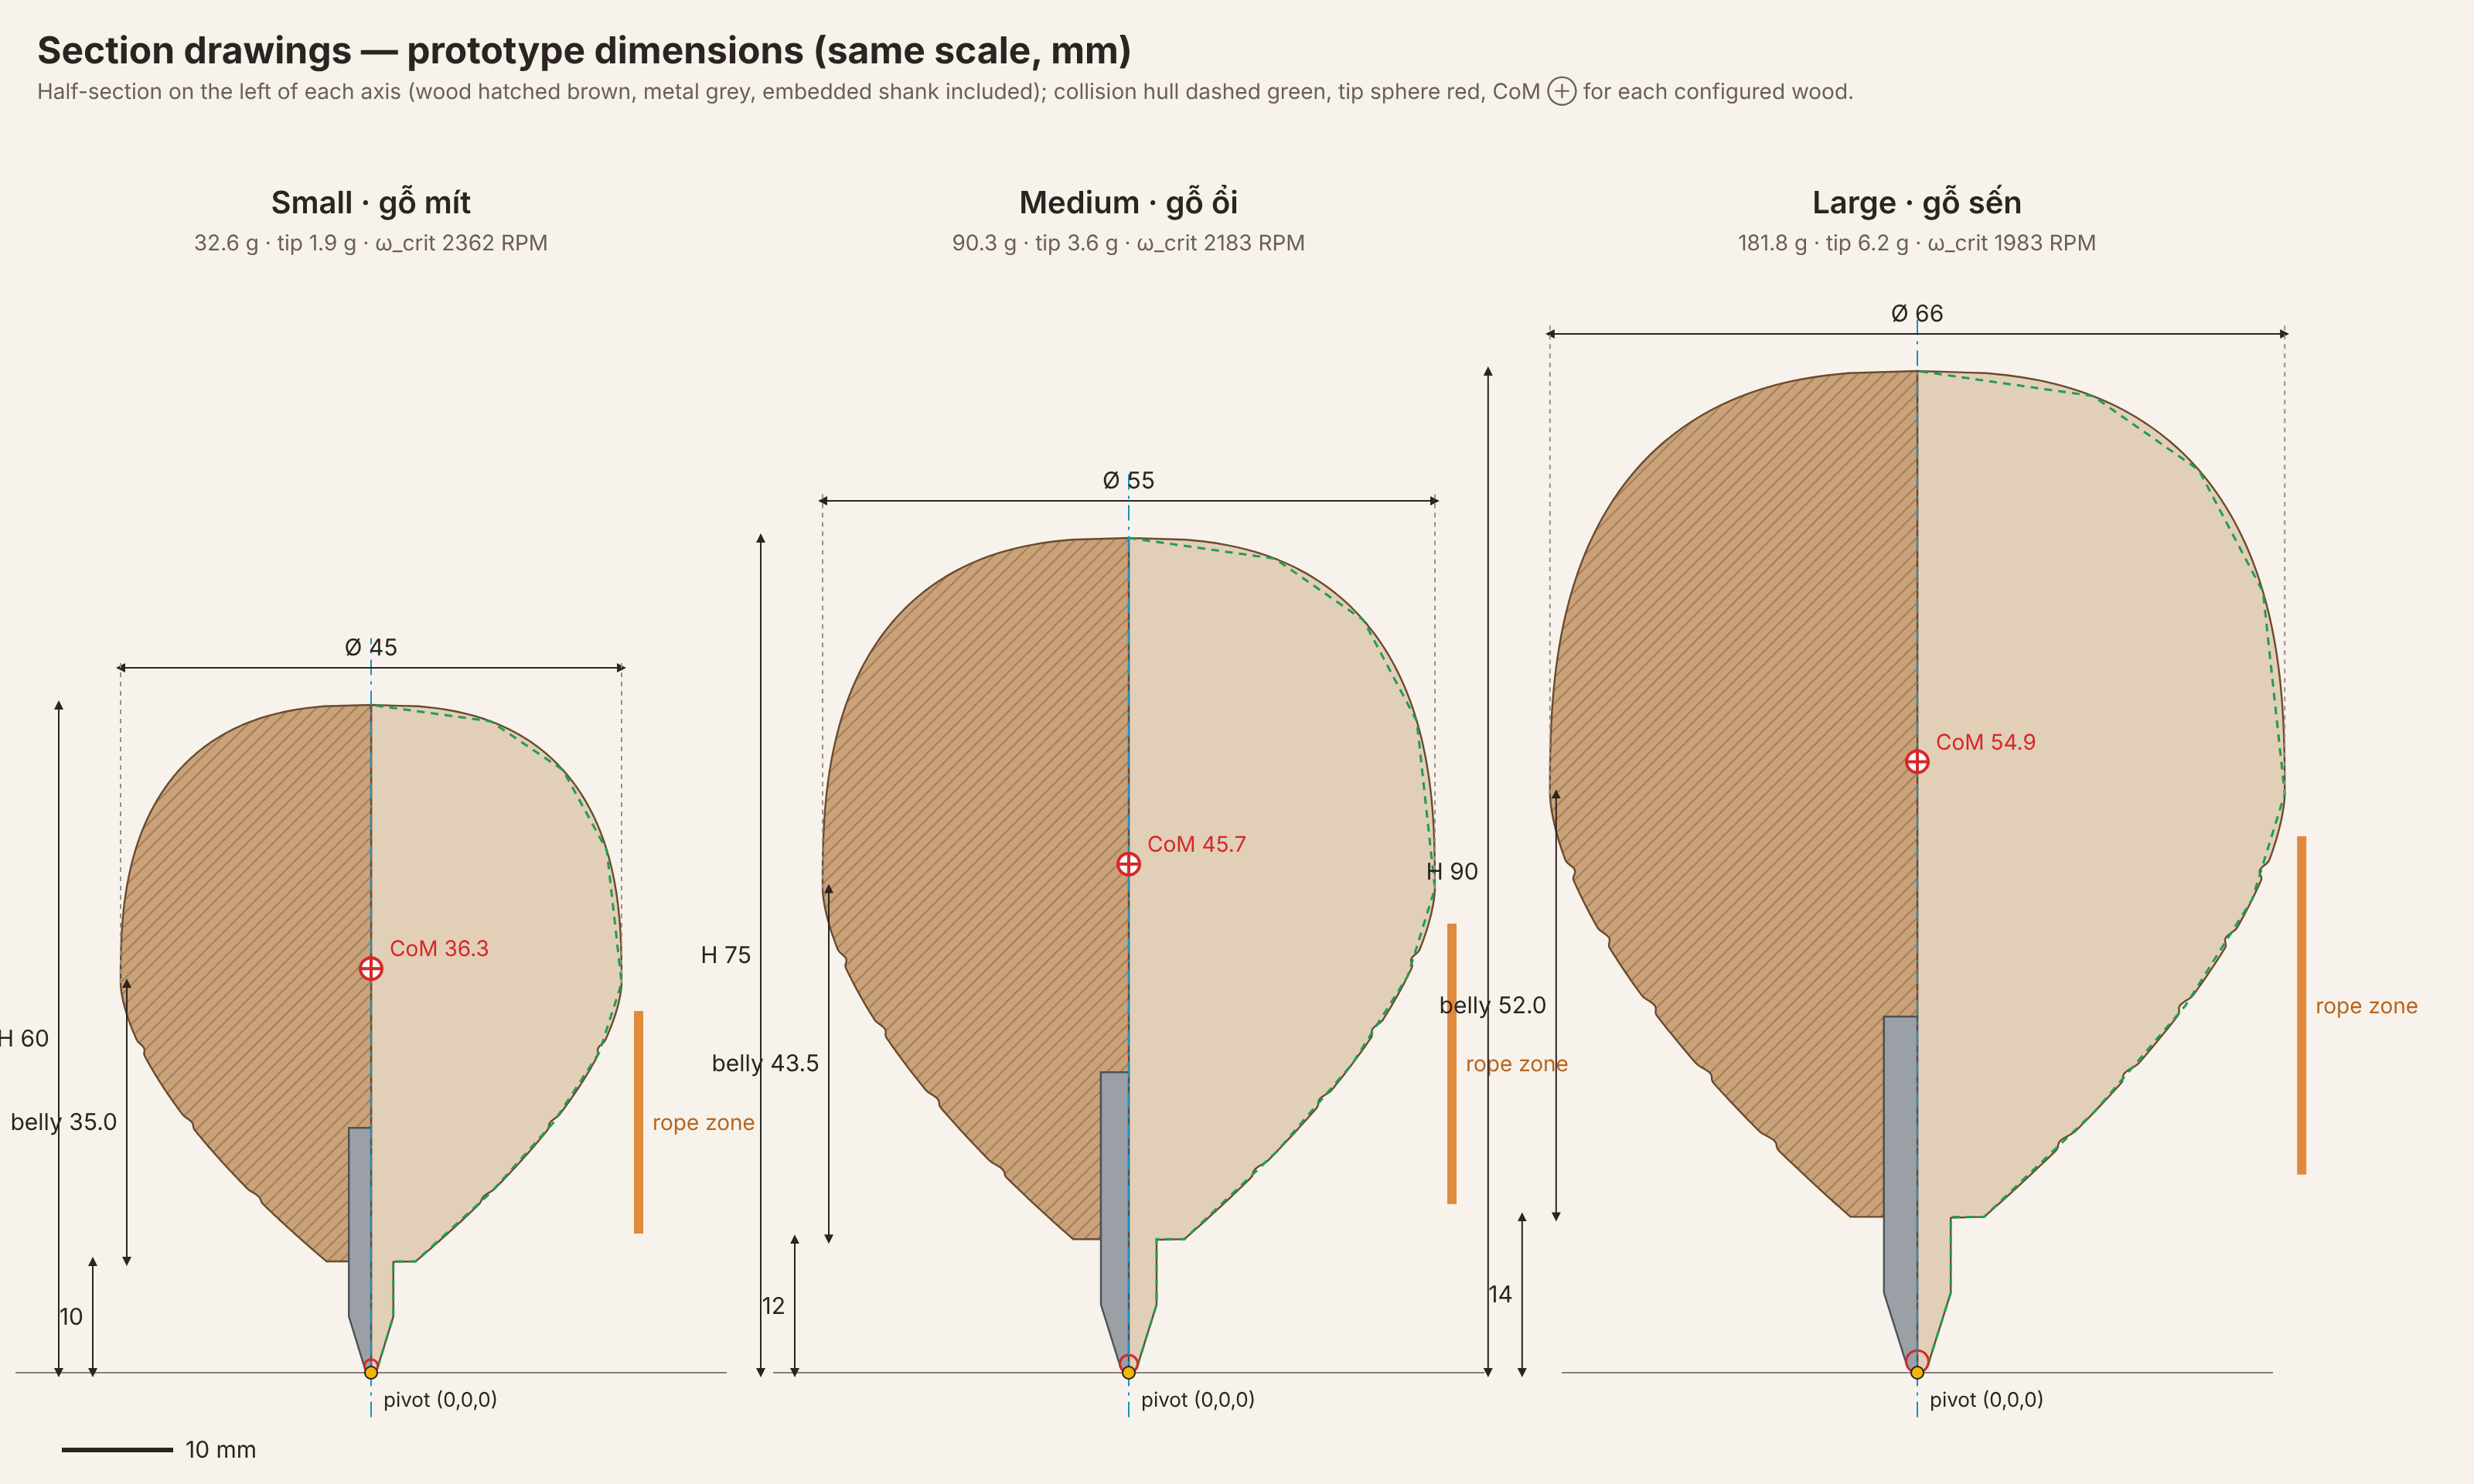 Section drawings — prototype dimensions (same scale, mm)
Half-section on the left of each axis (wood hatched brown, metal grey, embedded shank included); collision hull dashed green, tip sphere red, CoM ⊕ for each configured wood.
Small · gỗ mít
32.6 g · tip 1.9 g · ω_crit 2362 RPM
Ø 45
H 60
CoM 36.3
belly 35.0
rope zone
10
pivot (0,0,0)
10 mm
Medium · gỗ ổi
90.3 g · tip 3.6 g · ω_crit 2183 RPM
Ø 55
H 75
CoM 45.7
belly 43.5
rope zone
12
pivot (0,0,0)
Large · gỗ sến
181.8 g · tip 6.2 g · ω_crit 1983 RPM
Ø 66
H 90
CoM 54.9
belly 52.0
rope zone
14
pivot (0,0,0)